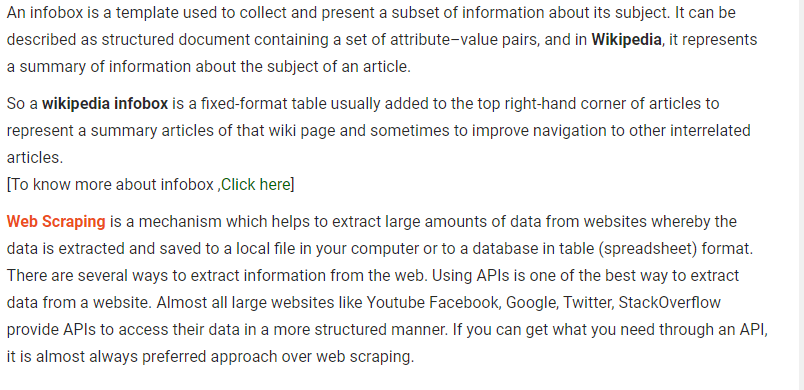 An infobox is a template used to collect and present a subset of information about its subject. It can be
described as structured document containing a set of attribute–value pairs, and in Wikipedia, it represents
a summary of information about the subject of an article.
So a wikipedia infobox is a fixed-format table usually added to the top right-hand corner of articles to
represent a summary articles of that wiki page and sometimes to improve navigation to other interrelated
articles.
[To know more about infobox ,Click here]
Web Scraping is a mechanism which helps to extract large amounts of data from websites whereby the
data is extracted and saved to a local file in your computer or to a database in table (spreadsheet) format.
There are several ways to extract information from the web. Using APIs is one of the best way to extract
data from a website. Almost all large websites like Youtube Facebook, Google, Twitter, StackOverflow
provide APIs to access their data in a more structured manner. If you can get what you need through an API,
it is almost always preferred approach over web scraping.